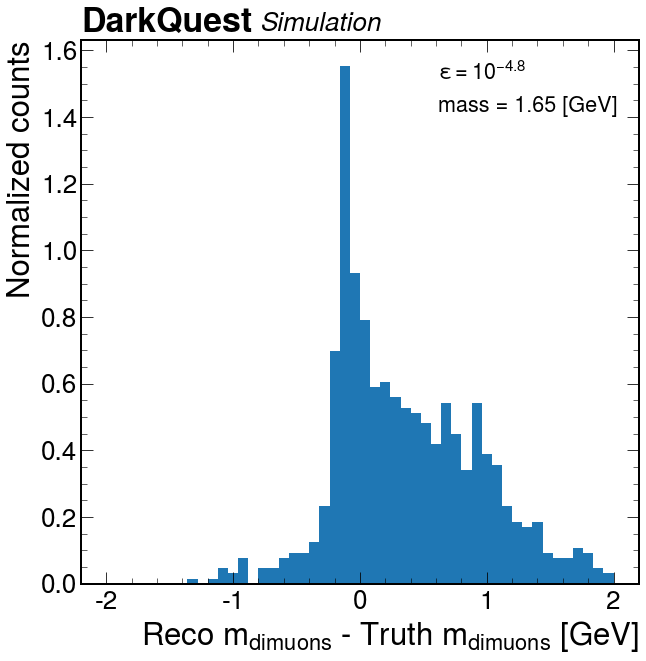 DarkQuest Simulation
ε = 10^−4.8
mass = 1.65 [GeV]
Normalized counts
1.6
1.4
1.2
1.0
0.8
0.6
0.4
0.2
0.0
-2 -1 0 1 2
Reco m_dimuons - Truth m_dimuons [GeV]